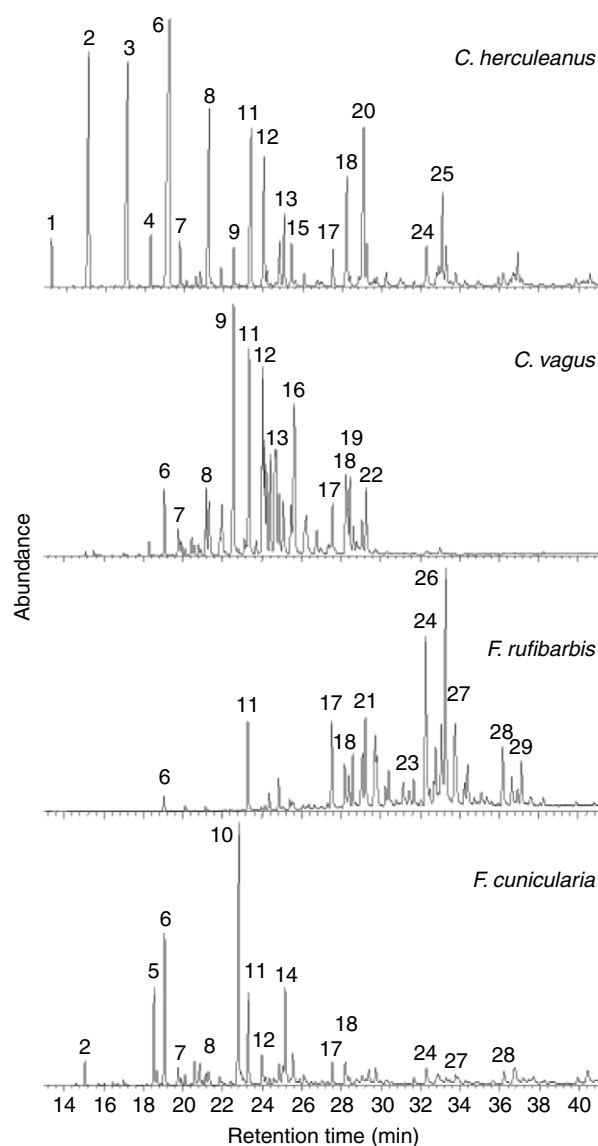 C. herculeanus
1 2 3 4 6 7 8 9 11 12 13 15 17 18 20 24 25
C. vagus
6 7 8 9 11 12 13 16 17 18 19 22
F. rufibarbis
6 11 17 18 21 23 24 26 27 28 29
F. cunicularia
2 5 6 7 8 10 11 12 14 17 18 24 27 28
Abundance
14 16 18 20 22 24 26 28 30 32 34 36 38 40
Retention time (min)